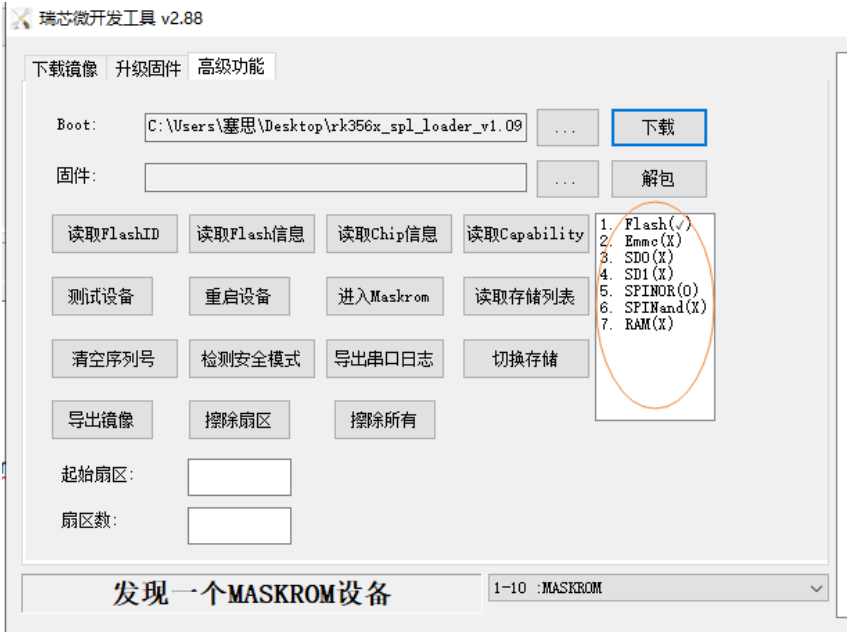 瑞芯微开发工具 v2.88
下载镜像 升级固件 高级功能
Boot: C:\Users\塞思\Desktop\rk356x_spl_loader_v1.09 ... 下载
固件: ... 解包
读取FlashID 读取Flash信息 读取Chip信息 读取Capability
测试设备 重启设备 进入Maskrom 读取存储列表
清空序列号 检测安全模式 导出串口日志 切换存储
导出镜像 擦除扇区 擦除所有
1. Flash(√)
2. Emmc(X)
3. SD0(X)
4. SD1(X)
5. SPINOR(O)
6. SPINand(X)
7. RAM(X)
起始扇区:
扇区数:
发现一个MASKROM设备 1-10 :MASKROM